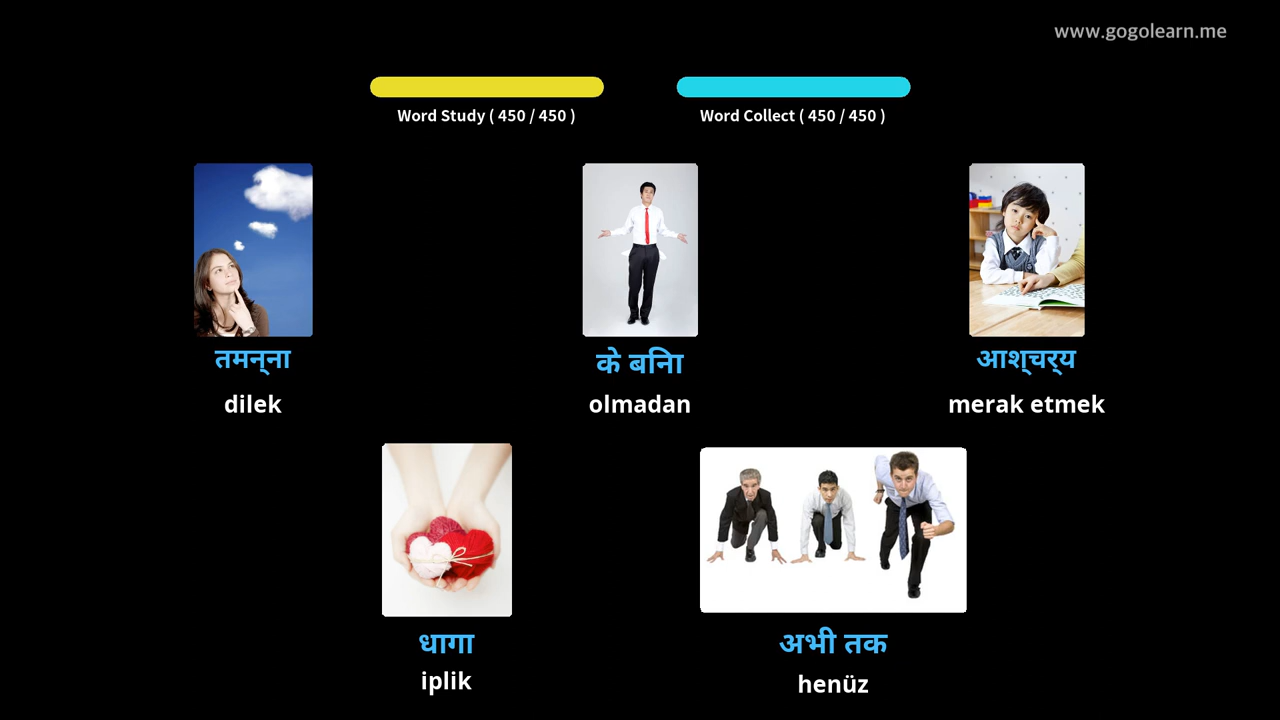 www.gogolearn.me
Word Study ( 450 / 450 )
Word Collect ( 450 / 450 )
तमन्ना
के बिना
आश्चर्य
dilek
olmadan
merak etmek
धागा
अभी तक
iplik
henüz